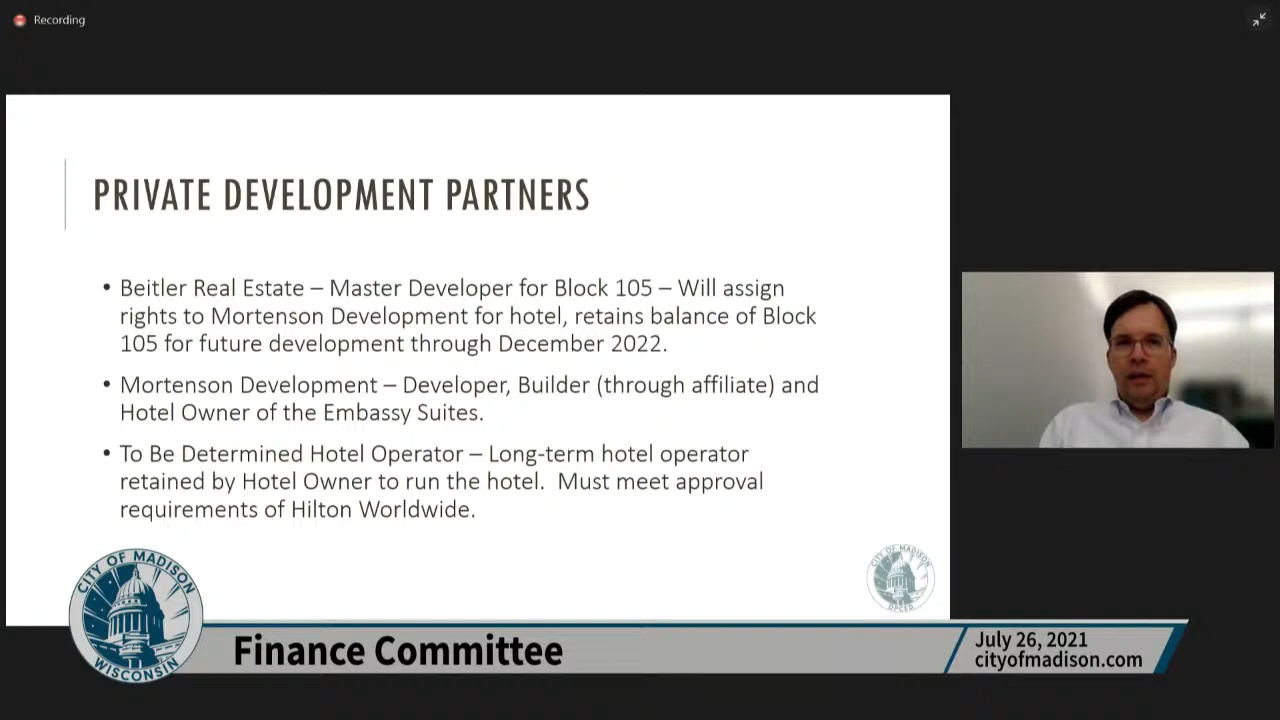 Recording
PRIVATE DEVELOPMENT PARTNERS
• Beitler Real Estate – Master Developer for Block 105 – Will assign
rights to Mortenson Development for hotel, retains balance of Block
105 for future development through December 2022.
• Mortenson Development – Developer, Builder (through affiliate) and
Hotel Owner of the Embassy Suites.
• To Be Determined Hotel Operator – Long-term hotel operator
retained by Hotel Owner to run the hotel.  Must meet approval
requirements of Hilton Worldwide.
CITY OF MADISON
DPCED
CITY OF MADISON
WISCONSIN
Finance Committee
July 26, 2021
cityofmadison.com